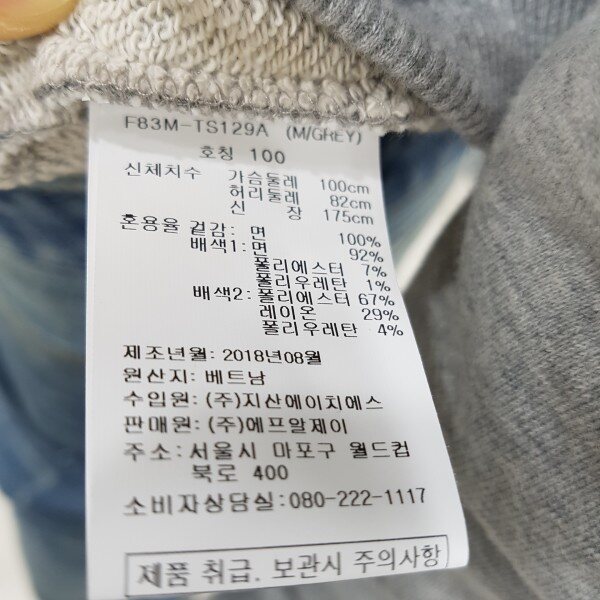 F83M-TS129A (M/GREY)
호칭 100
신체치수 가슴둘레 100cm
허리둘레 82cm
신 장 175cm
혼용율 겉감: 면 100%
배색1: 면 92%
폴리에스터 7%
폴리우레탄 1%
배색2: 폴리에스터 67%
레이온 29%
폴리우레탄 4%
제조년월: 2018년08월
원산지: 베트남
수입원: (주)지산에이치에스
판매원: (주)에프알제이
주소: 서울시 마포구 월드컵
북로 400
소비자상담실:080-222-1117
제품 취급. 보관시 주의사항